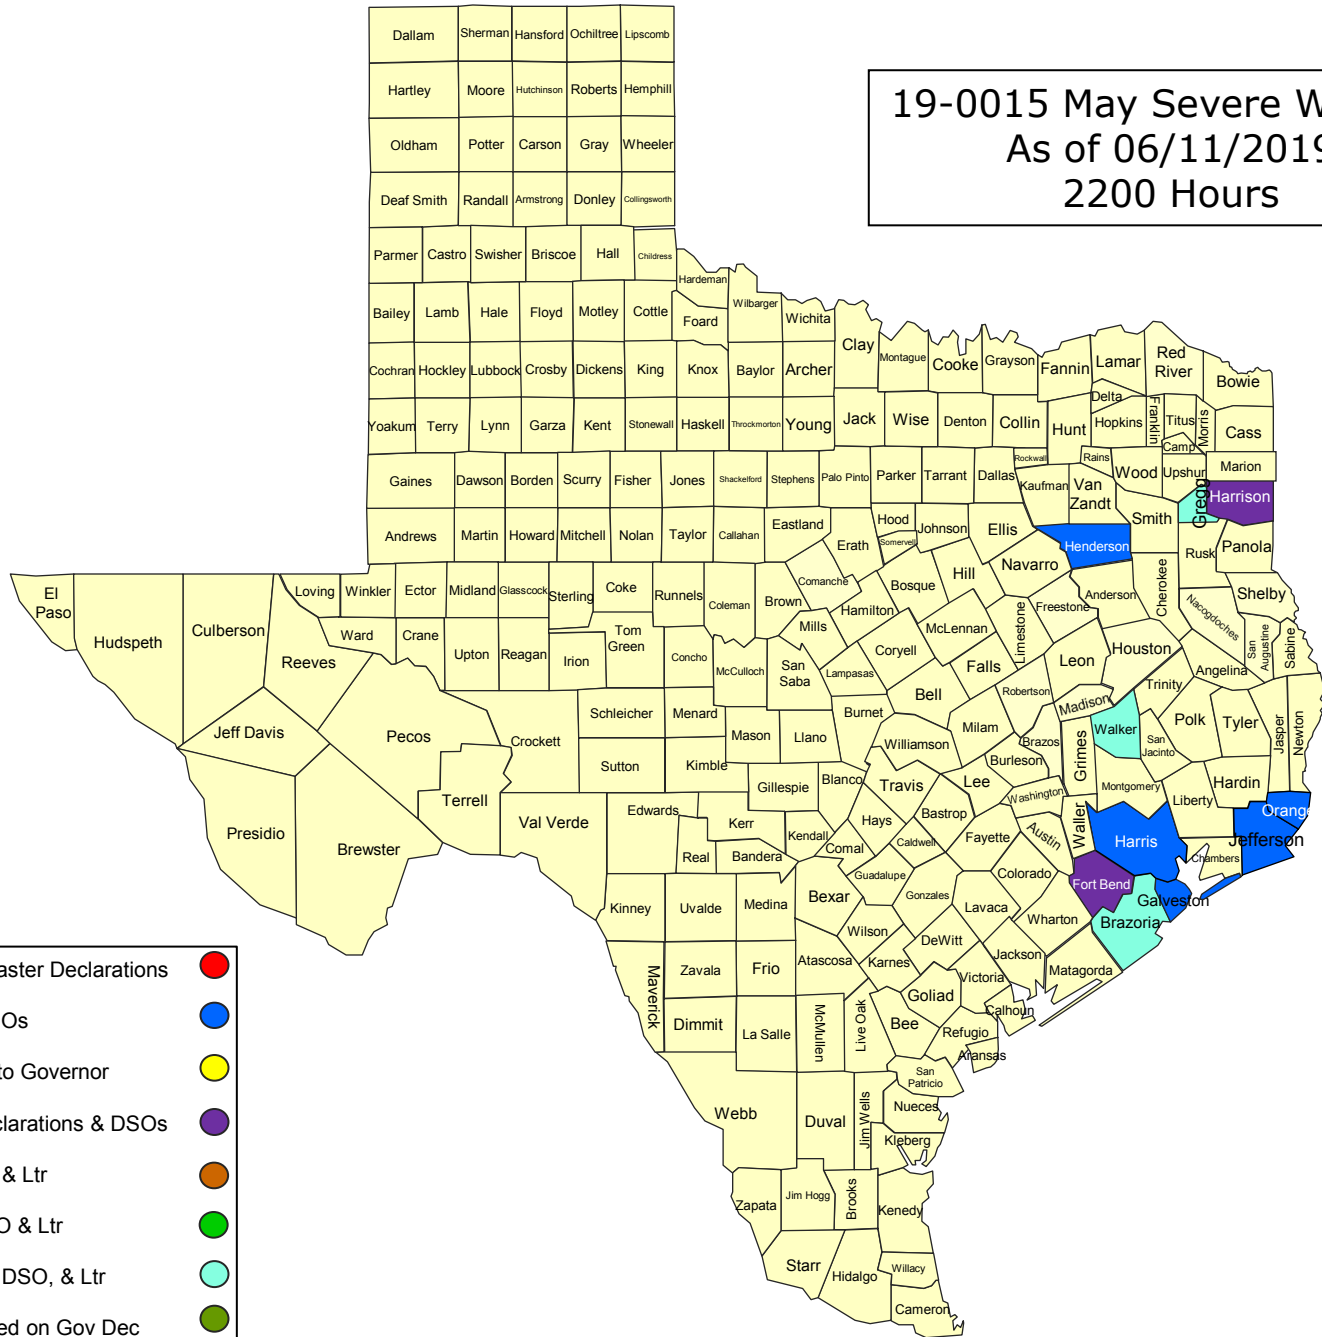 Dallam Sherman Hansford Ochiltree Lipscomb
Hartley Moore Hutchinson Roberts Hemphill
19-0015 May Severe W
As of 06/11/2019
2200 Hours
Oldham Potter Carson Gray Wheeler
Deaf Smith Randall Armstrong Donley Collingsworth
Parmer Castro Swisher Briscoe Hall Childress
Hardeman
Bailey Lamb Hale Floyd Motley Cottle Foard Wilbarger Wichita
Clay Montague Cooke Grayson Fannin Lamar Red River Bowie
Cochran Hockley Lubbock Crosby Dickens King Knox Baylor Archer
Delta
Yoakum Terry Lynn Garza Kent Stonewall Haskell Throckmorton Young Jack Wise Denton Collin Hunt Hopkins Franklin Titus Morris Cass
Camp
Rockwall Rains Wood Upshur Marion
Gaines Dawson Borden Scurry Fisher Jones Shackelford Stephens Palo Pinto Parker Tarrant Dallas Kaufman Van Zandt Gregg Harrison
Andrews Martin Howard Mitchell Nolan Taylor Callahan Eastland Erath Hood Somervell Johnson Ellis Henderson Smith Rusk Panola
El Paso Hudspeth Culberson Loving Winkler Ector Midland Glasscock Sterling Coke Runnels Coleman Brown Comanche Hamilton Bosque Hill Navarro Freestone Anderson Cherokee Nacogdoches Shelby
Reeves Ward Crane Upton Reagan Irion Tom Green Concho McCulloch San Saba Mills Lampasas Coryell McLennan Limestone Falls Leon Houston Angelina San Augustine Sabine
Jeff Davis Pecos Crockett Schleicher Menard Mason Llano Burnet Bell Milam Robertson Madison Walker Trinity San Jacinto Polk Tyler Jasper Newton
Terrell Sutton Kimble Gillespie Blanco Williamson Travis Lee Burleson Brazos Grimes Washington Montgomery Liberty Hardin Orange
Presidio Brewster Val Verde Edwards Real Kerr Bandera Kendall Comal Hays Caldwell Bastrop Fayette Austin Waller Harris Chambers Jefferson
Kinney Uvalde Medina Bexar Guadalupe Gonzales Lavaca Colorado Wharton Fort Bend Brazoria Galveston
Maverick Zavala Frio Atascosa Wilson Karnes DeWitt Jackson Matagorda
Dimmit La Salle McMullen Live Oak Bee Goliad Victoria Calhoun Refugio Aransas
San Patricio
Webb Duval Jim Wells Nueces
Kleberg
Zapata Jim Hogg Brooks Kenedy
Starr Hidalgo Willacy
Cameron
aster Declarations
Os
to Governor
clarations & DSOs
& Ltr
O & Ltr
DSO, & Ltr
ed on Gov Dec